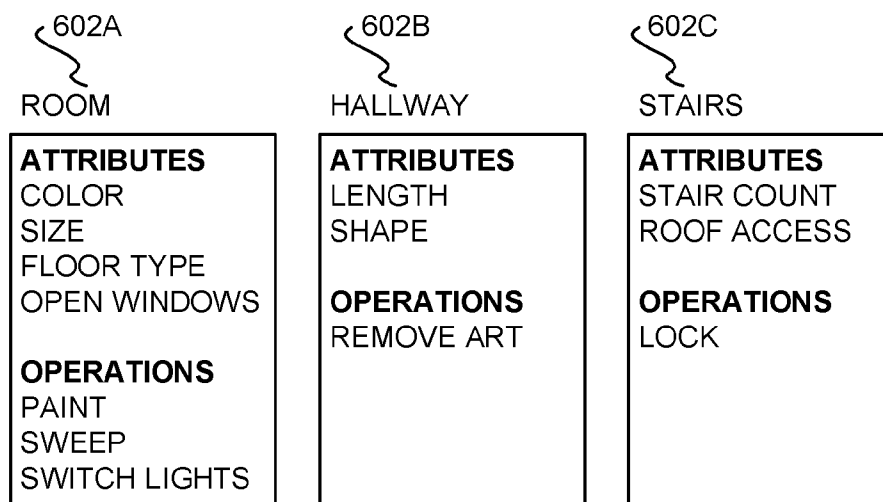 602A
602B
602C
ROOM
HALLWAY
STAIRS
ATTRIBUTES
COLOR
SIZE
FLOOR TYPE
OPEN WINDOWS
OPERATIONS
PAINT
SWEEP
SWITCH LIGHTS
ATTRIBUTES
LENGTH
SHAPE
OPERATIONS
REMOVE ART
ATTRIBUTES
STAIR COUNT
ROOF ACCESS
OPERATIONS
LOCK